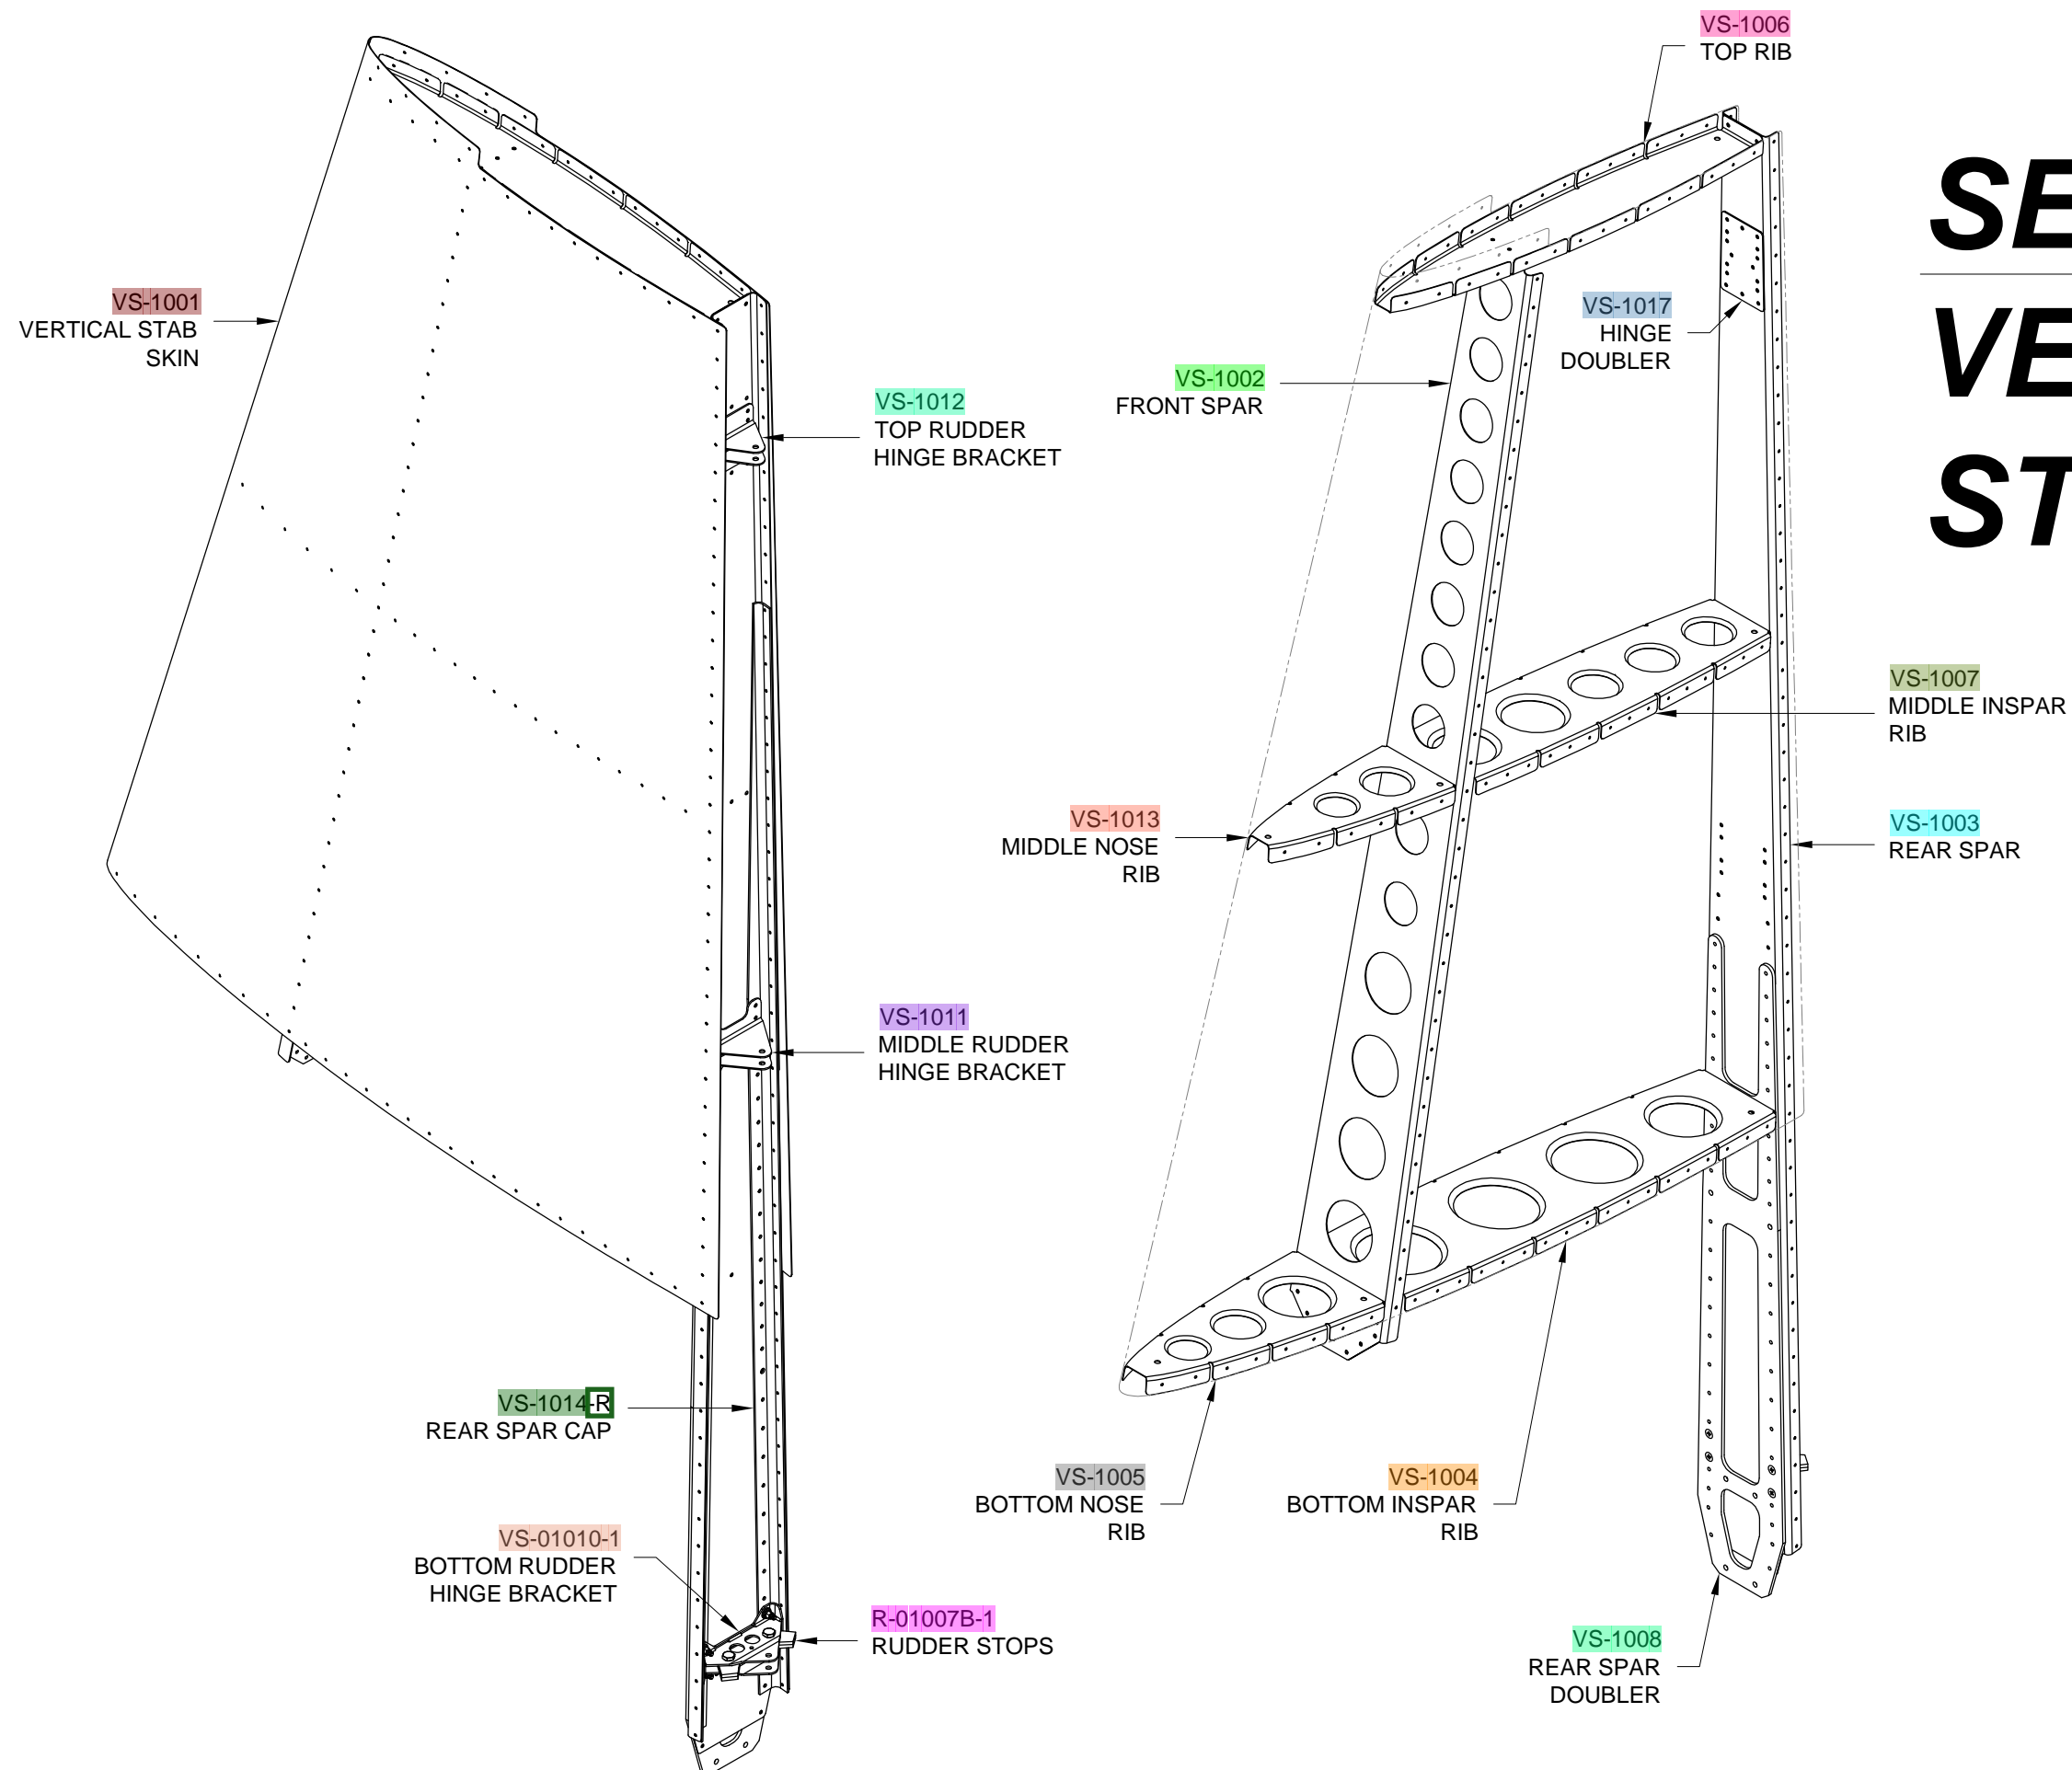 VS-1006
TOP RIB
SE
VE
ST
VS-1001
VERTICAL STAB
SKIN
VS-1017
HINGE
DOUBLER
VS-1002
FRONT SPAR
VS-1012
TOP RUDDER
HINGE BRACKET
VS-1007
MIDDLE INSPAR
RIB
VS-1013
MIDDLE NOSE
RIB
VS-1003
REAR SPAR
VS-1011
MIDDLE RUDDER
HINGE BRACKET
VS-1014-R
REAR SPAR CAP
VS-1005
BOTTOM NOSE
RIB
VS-1004
BOTTOM INSPAR
RIB
VS-01010-1
BOTTOM RUDDER
HINGE BRACKET
R-01007B-1
RUDDER STOPS
VS-1008
REAR SPAR
DOUBLER